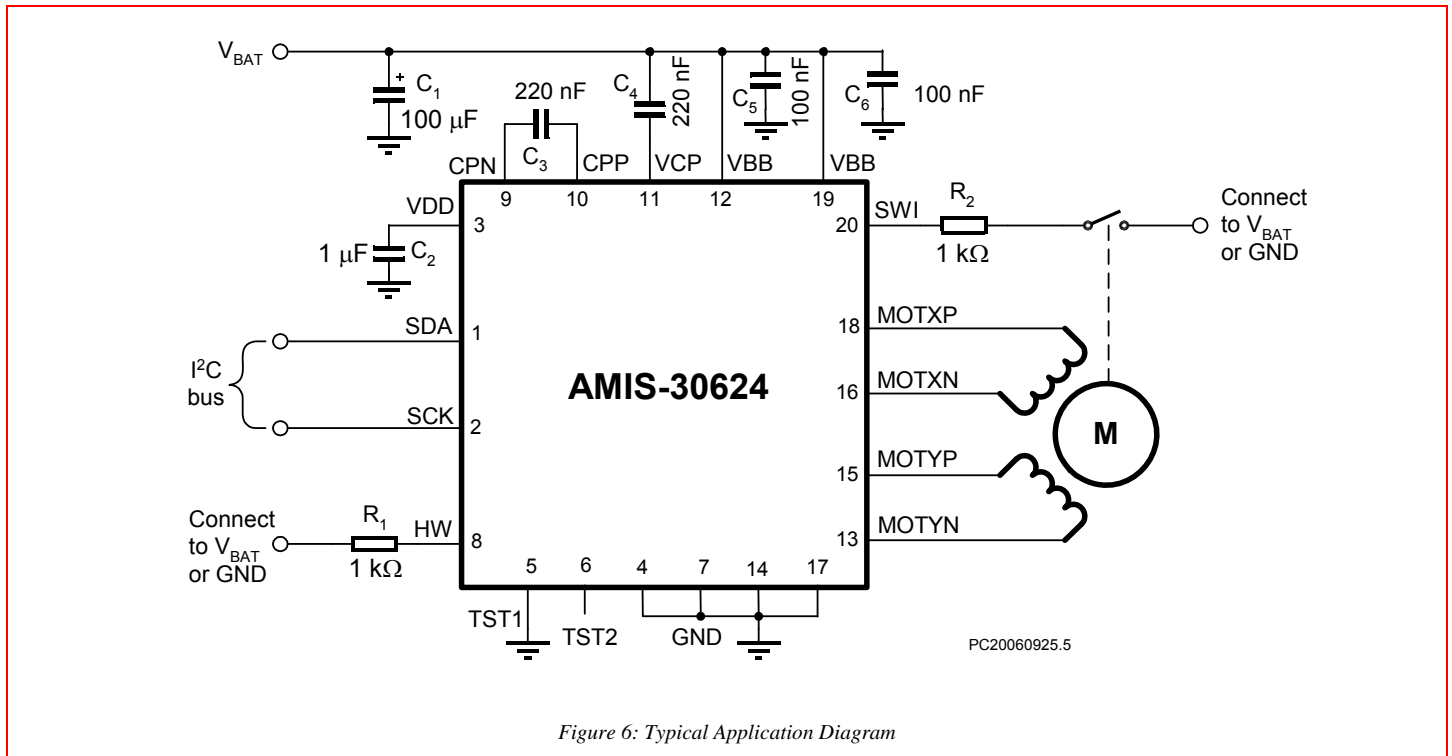 V_BAT
C₁
+
100 μF
220 nF
C₃
C₄
220 nF
C₅
100 nF
C₆
100 nF
CPN
CPP
VCP
VBB
VBB
9
10
11
12
19
VDD
3
1 μF
C₂
SWI
20
R₂
1 kΩ
Connect
to V_BAT
or GND
SDA
1
I²C
bus
SCK
2
AMIS-30624
MOTXP
18
MOTXN
16
M
MOTYP
15
MOTYN
13
Connect
to V_BAT
or GND
R₁
1 kΩ
HW
8
5
6
4
7
14
17
TST1
TST2
GND
PC20060925.5
Figure 6: Typical Application Diagram